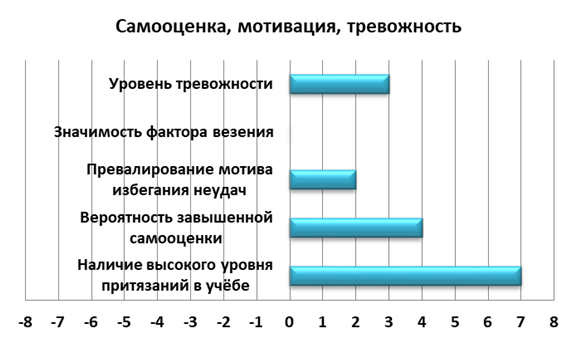 Самооценка, мотивация, тревожность
Уровень тревожности
Значимость фактора везения
Превалирование мотива
избегания неудач
Вероятность завышенной
самооценки
Наличие высокого уровня
притязаний в учёбе
-8 -7 -6 -5 -4 -3 -2 -1 0 1 2 3 4 5 6 7 8